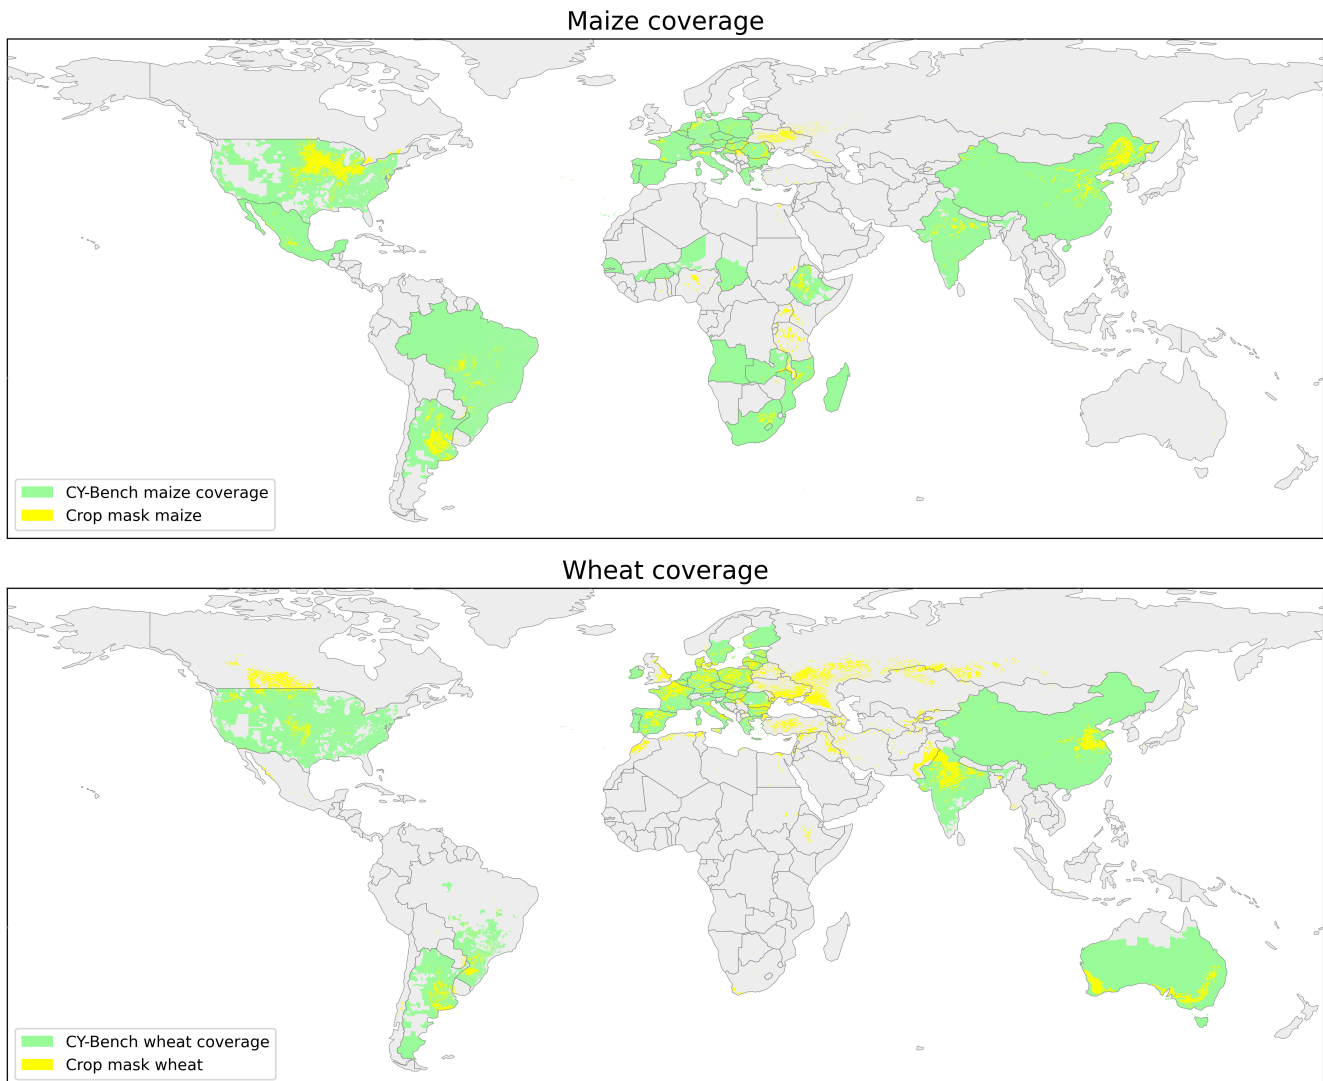 Maize coverage
CY-Bench maize coverage
Crop mask maize
Wheat coverage
CY-Bench wheat coverage
Crop mask wheat